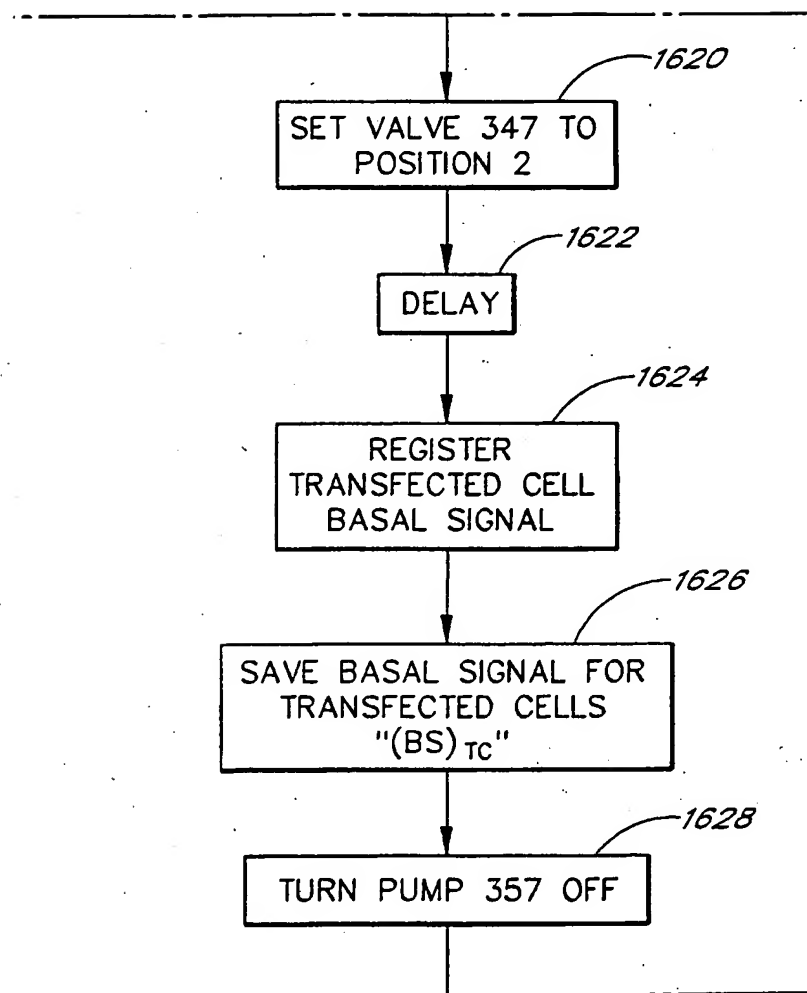 1620
SET VALVE 347 TO
POSITION 2
1622
DELAY
1624
REGISTER
TRANSFECTED CELL
BASAL SIGNAL
1626
SAVE BASAL SIGNAL FOR
TRANSFECTED CELLS
"(BS)TC"
1628
TURN PUMP 357 OFF